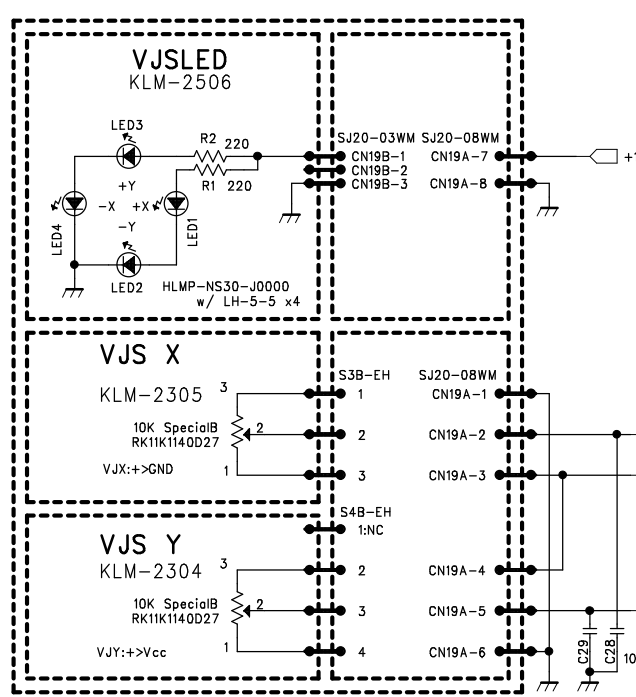 VJSLED
KLM-2506
LED3
R2 220
R1 220
+Y
-X +X
-Y
LED4
LED1
LED2
HLMP-NS30-J0000
w/ LH-5-5 x4
SJ20-03WM SJ20-08WM
CN19B-1 CN19A-7
CN19B-2
CN19B-3 CN19A-8
VJS X
KLM-2305
3
10K SpecialB 2
RK11K1140D27
VJX:+>GND 1
S3B-EH SJ20-08WM
1 CN19A-1
2 CN19A-2
3 CN19A-3
S4B-EH
1:NC
VJS Y
KLM-2304
3
10K SpecialB 2
RK11K1140D27
VJY:+>Vcc 1
2 CN19A-4
3 CN19A-5
4 CN19A-6
C29
C28
10